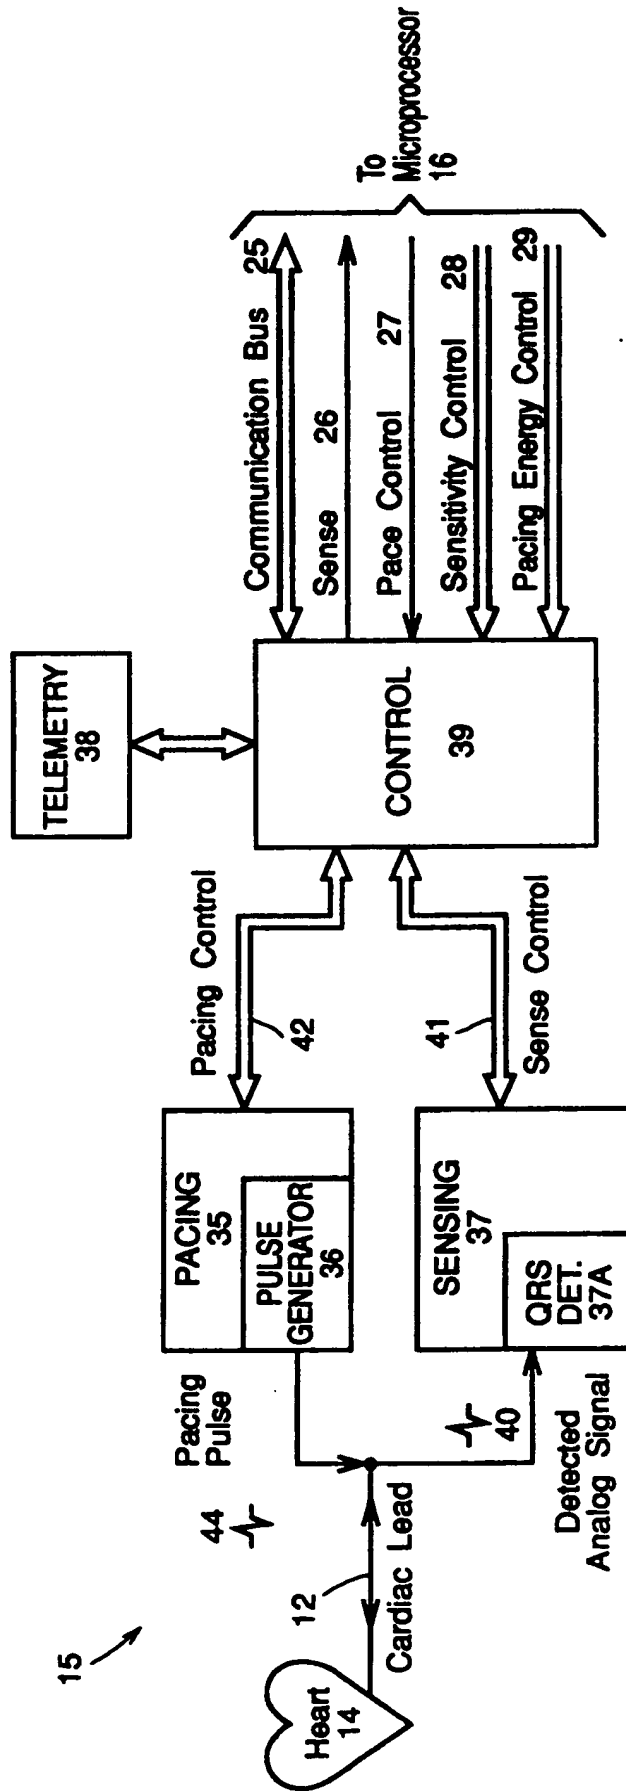 15
Heart
14
12
Cardiac Lead
44
Pacing
Pulse
40
Detected
Analog Signal
PACING
35
PULSE
GENERATOR
36
SENSING
37
QRS
DET.
37A
Pacing Control
42
41
Sense Control
TELEMETRY
38
CONTROL
39
Communication Bus 25
Sense 26
Pace Control 27
Sensitivity Control 28
Pacing Energy Control 29
To
Microprocessor
16